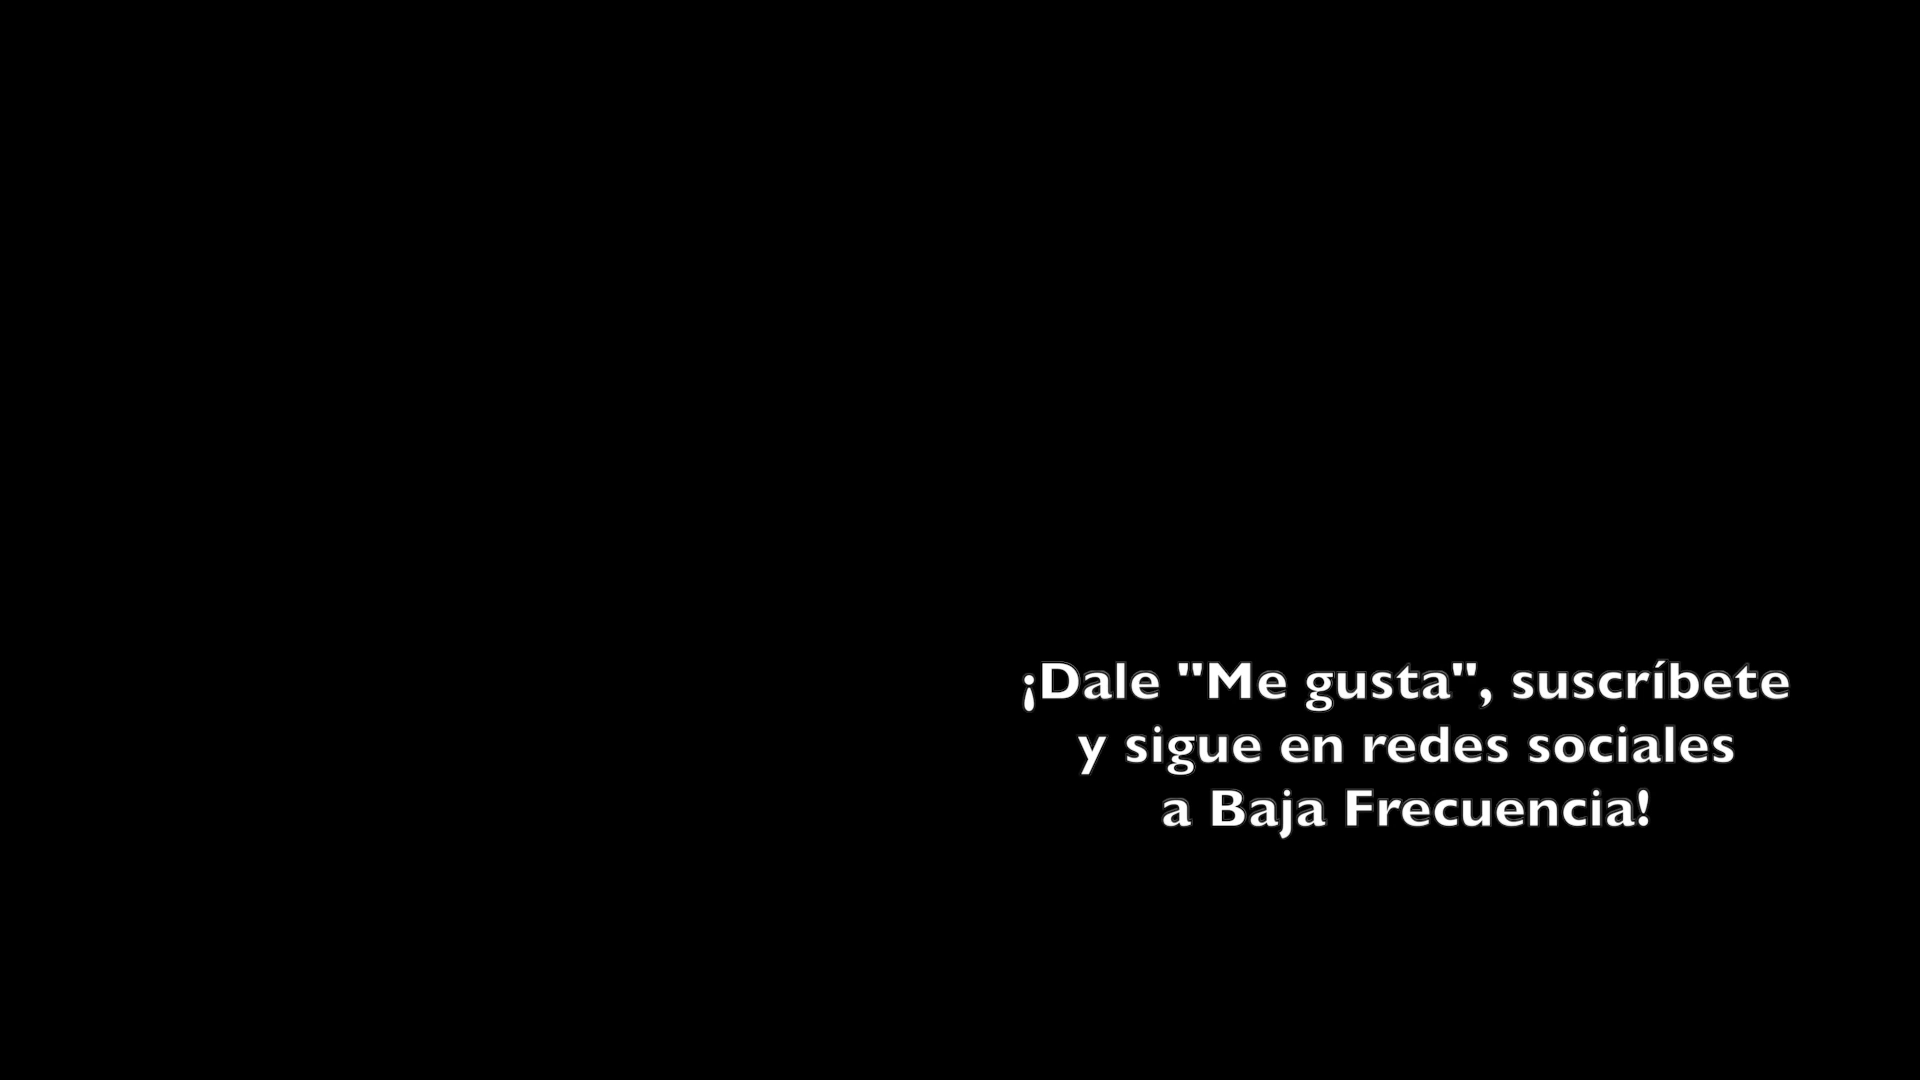 ¡Dale "Me gusta", suscríbete
y sigue en redes sociales
a Baja Frecuencia!